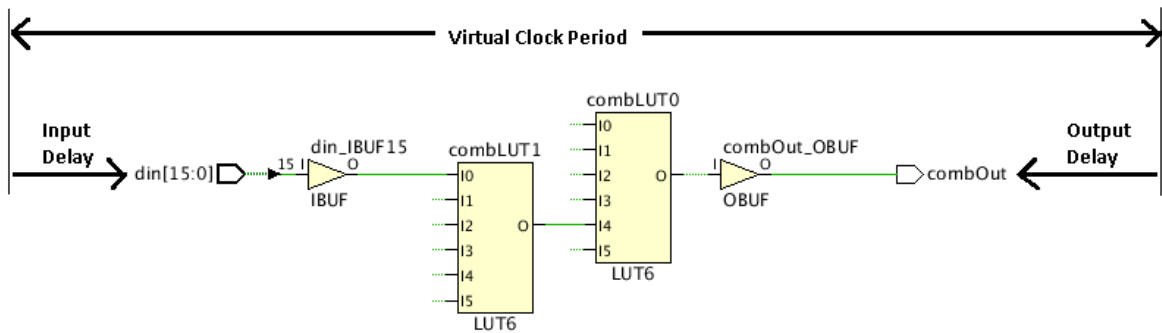 Virtual Clock Period
Input
Delay
din[15:0]
15
I
O
din_IBUF15
IBUF
combLUT1
I0
I1
I2
I3
I4
I5
O
LUT6
combLUT0
I0
I1
I2
I3
I4
I5
O
LUT6
combOut_OBUF
I
O
OBUF
combOut
Output
Delay